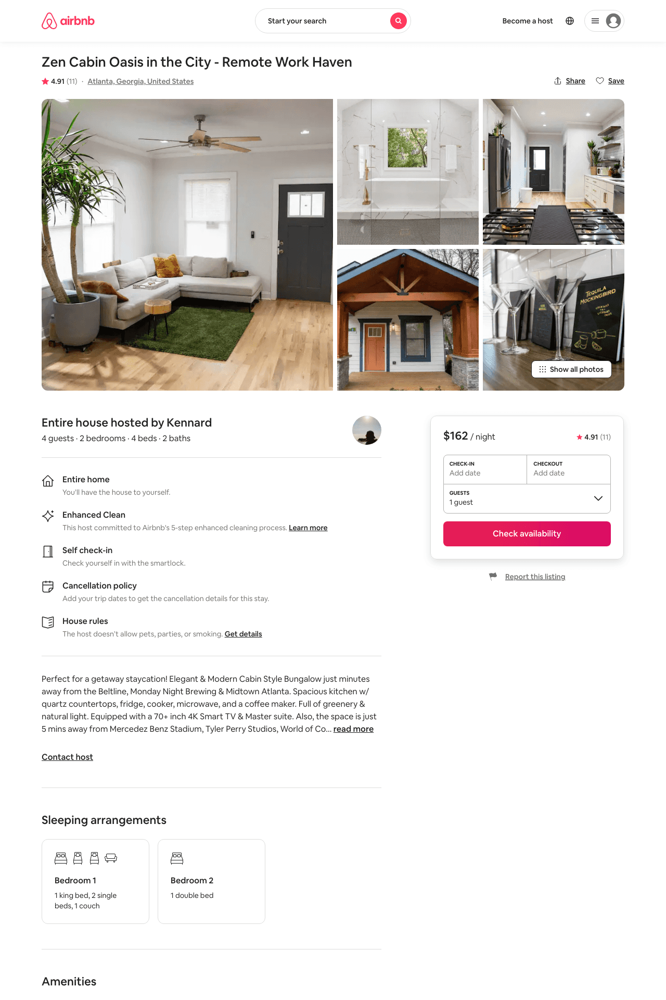 airbnb
Start your search
Become a host
Zen Cabin Oasis in the City - Remote Work Haven
4.91 (11) · Atlanta, Georgia, United States
Share
Save
TEQUILA
MOCKINGBIRD
COCKTAILS
WITH A
LITERARY
TWIST
Show all photos
Entire house hosted by Kennard
4 guests · 2 bedrooms · 4 beds · 2 baths
Entire home
You'll have the house to yourself.
Enhanced Clean
This host committed to Airbnb's 5-step enhanced cleaning process. Learn more
Self check-in
Check yourself in with the smartlock.
Cancellation policy
Add your trip dates to get the cancellation details for this stay.
House rules
The host doesn't allow pets, parties, or smoking. Get details
$162 / night
4.91 (11)
CHECK-IN
Add date
CHECKOUT
Add date
GUESTS
1 guest
Check availability
Report this listing
Perfect for a getaway staycation! Elegant & Modern Cabin Style Bungalow just minutes
away from the Beltline, Monday Night Brewing & Midtown Atlanta. Spacious kitchen w/
quartz countertops, fridge, cooker, microwave, and a coffee maker. Full of greenery &
natural light. Equipped with a 70+ inch 4K Smart TV & Master suite. Also, the space is just
5 mins away from Mercedez Benz Stadium, Tyler Perry Studios, World of Co... read more
Contact host
Sleeping arrangements
Bedroom 1
1 king bed, 2 single
beds, 1 couch
Bedroom 2
1 double bed
Amenities